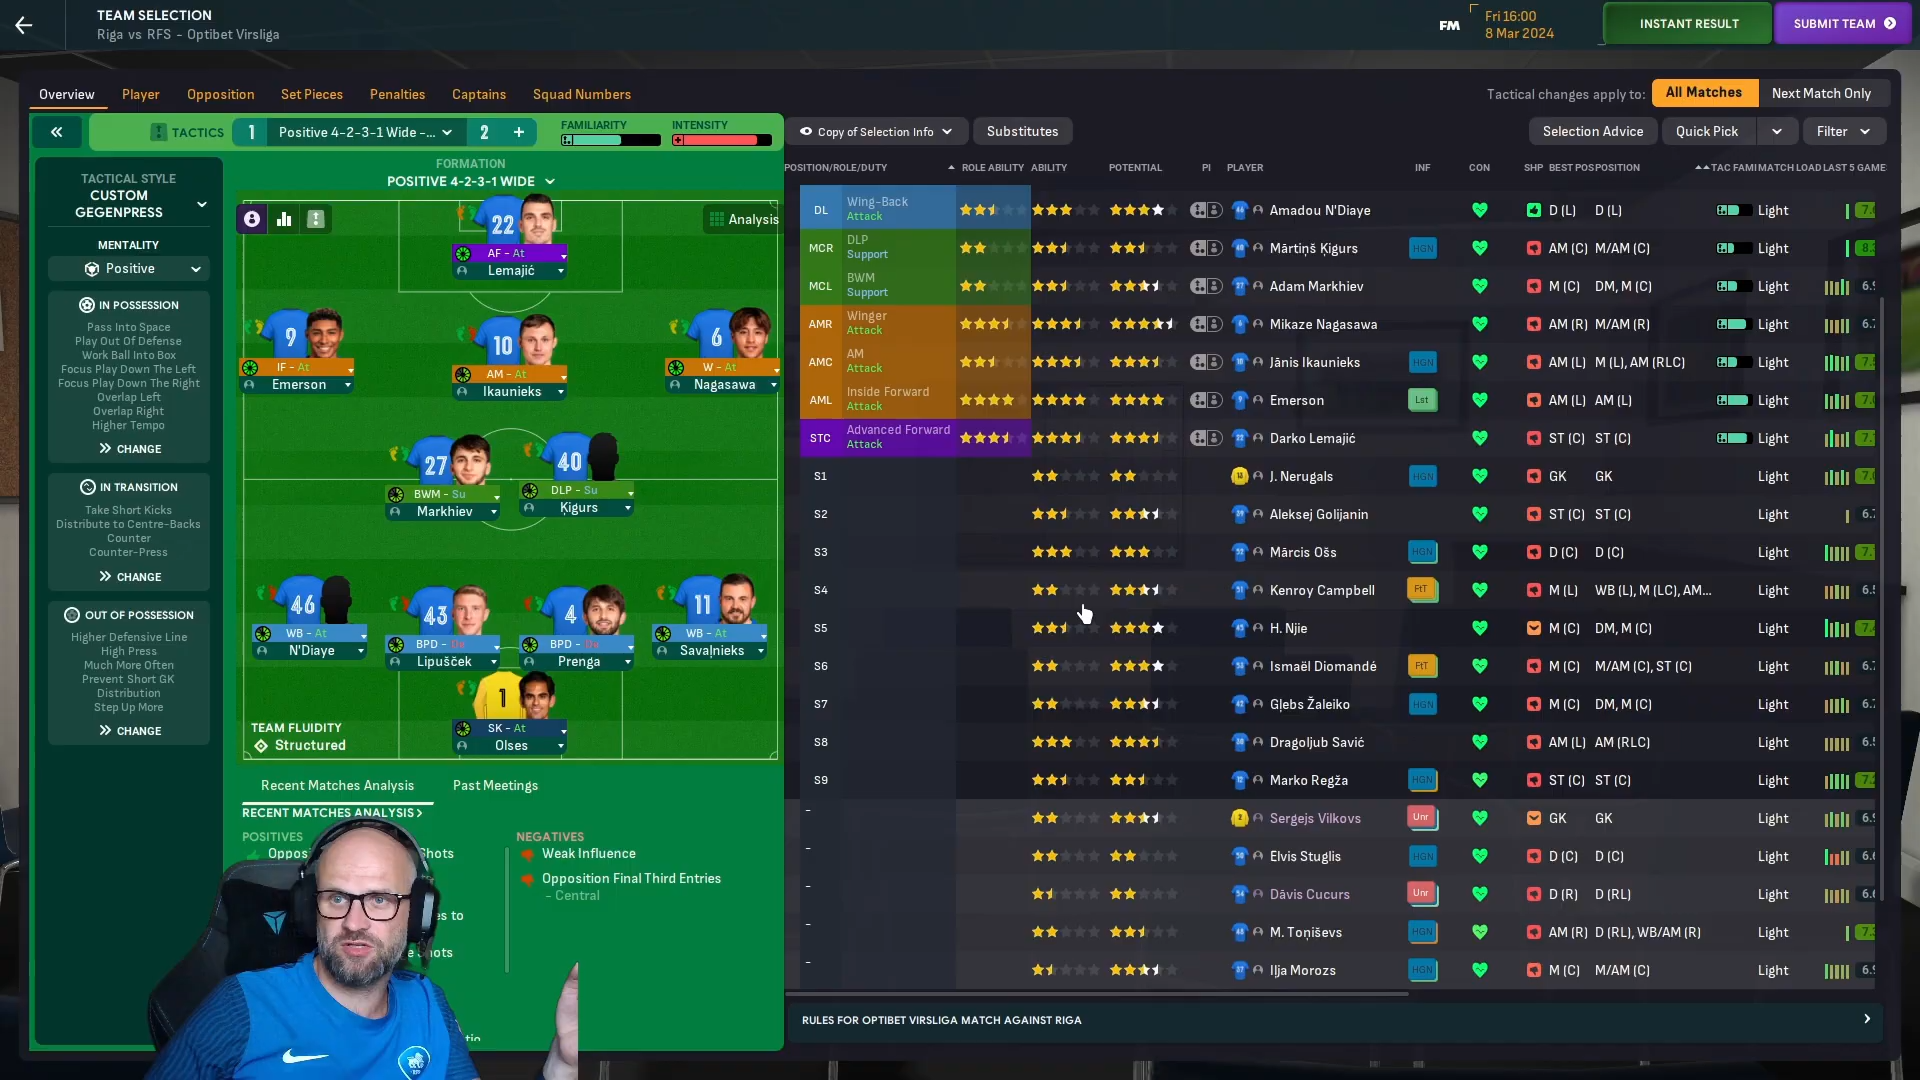 TEAM SELECTION
Riga vs RFS - Optibet Virsliga
FM
Fri 16:00
8 Mar 2024
INSTANT RESULT
SUBMIT TEAM
Overview
Player
Opposition
Set Pieces
Penalties
Captains
Squad Numbers
Tactical changes apply to:
All Matches
Next Match Only
TACTICS
1
Positive 4-2-3-1 Wide -...
2
+
FAMILIARITY
INTENSITY
Copy of Selection Info
Substitutes
Selection Advice
Quick Pick
Filter
TACTICAL STYLE
CUSTOM
GEGENPRESS
MENTALITY
Positive
IN POSSESSION
Pass Into Space
Play Out Of Defense
Work Ball Into Box
Focus Play Down The Left
Focus Play Down The Right
Overlap Left
Overlap Right
Higher Tempo
CHANGE
IN TRANSITION
Take Short Kicks
Distribute to Centre-Backs
Counter
Counter-Press
CHANGE
OUT OF POSSESSION
Higher Defensive Line
High Press
Much More Often
Prevent Short GK
Distribution
Step Up More
CHANGE
FORMATION
POSITIVE 4-2-3-1 WIDE
Analysis
22
AF - At
Lemajić
9
IF - At
Emerson
10
AM - At
Ikaunieks
6
W - At
Nagasawa
27
BWM - Su
Markhiev
40
DLP - Su
Ķigurs
46
WB - At
N'Diaye
43
BPD - De
Lipušček
4
BPD - De
Prenga
11
WB - At
Savaļnieks
1
SK - At
Olses
TEAM FLUIDITY
Structured
Recent Matches Analysis
Past Meetings
RECENT MATCHES ANALYSIS
POSITIVES
NEGATIVES
Weak Influence
Opposition Final Third Entries
- Central
POSITION/ROLE/DUTY ROLE ABILITY ABILITY POTENTIAL PI PLAYER INF CON SHP BEST POS POSITION TAC FAMI MATCH LOAD LAST 5 GAME
DL Wing-Back Attack Amadou N'Diaye D (L) D (L) Light
MCR DLP Support Mārtiņš Ķigurs HGN AM (C) M/AM (C) Light
MCL BWM Support Adam Markhiev M (C) DM, M (C) Light
AMR Winger Attack Mikaze Nagasawa AM (R) M/AM (R) Light
AMC AM Attack Jānis Ikaunieks HGN AM (L) M (L), AM (RLC) Light
AML Inside Forward Attack Emerson Lst AM (L) AM (L) Light
STC Advanced Forward Attack Darko Lemajić ST (C) ST (C) Light
S1 J. Nerugals HGN GK GK Light
S2 Aleksej Golijanin ST (C) ST (C) Light
S3 Mārcis Ošs HGN D (C) D (C) Light
S4 Kenroy Campbell FtT M (L) WB (L), M (LC), AM... Light
S5 H. Njie M (C) DM, M (C) Light
S6 Ismaël Diomandé FtT M (C) M/AM (C), ST (C) Light
S7 Gļebs Žaleiko HGN M (C) DM, M (C) Light
S8 Dragoljub Savić AM (L) AM (RLC) Light
S9 Marko Regža HGN ST (C) ST (C) Light
- Sergejs Vilkovs Unr GK GK Light
- Elvis Stuglis HGN D (C) D (C) Light
- Dāvis Cucurs Unr D (R) D (RL) Light
- M. Toņiševs HGN AM (R) D (RL), WB/AM (R) Light
- Iļja Morozs HGN M (C) M/AM (C) Light
RULES FOR OPTIBET VIRSLIGA MATCH AGAINST RIGA